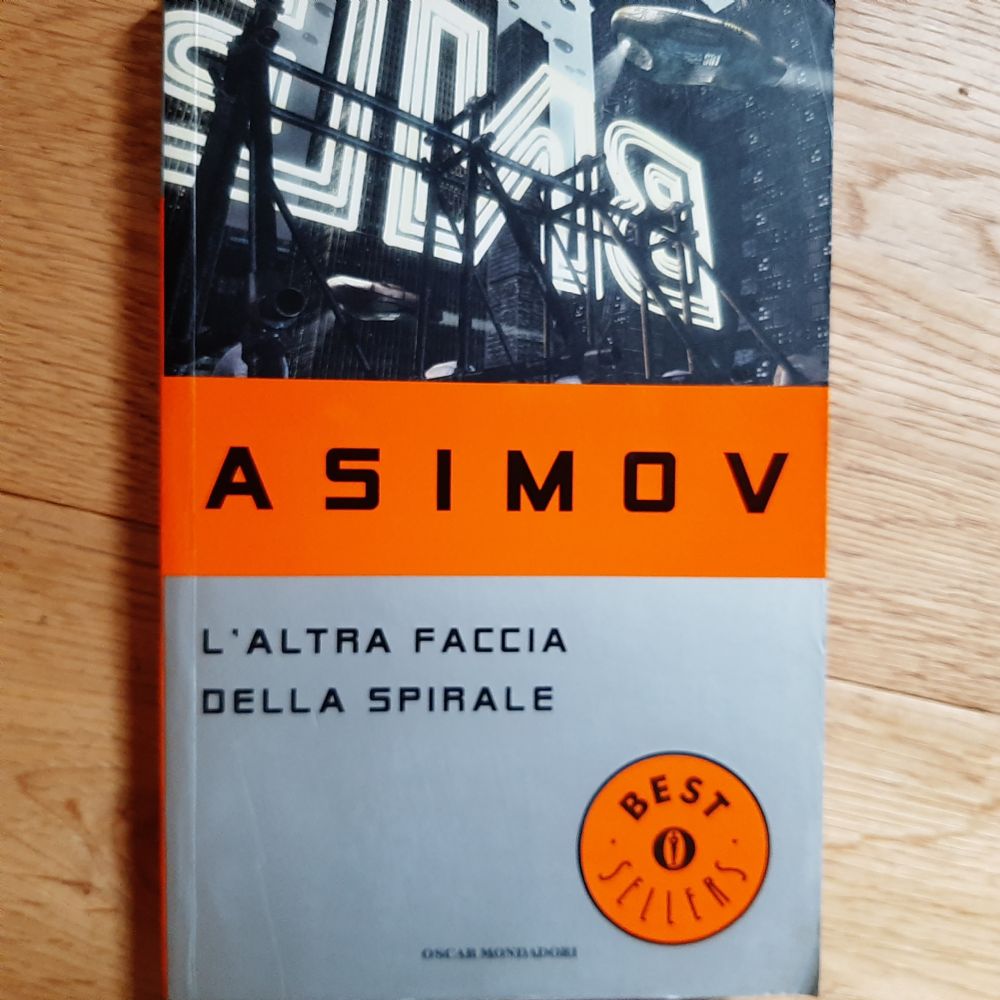 ASIMOV
L'ALTRA FACCIA
DELLA SPIRALE
BEST
SELLERS
OSCAR MONDADORI